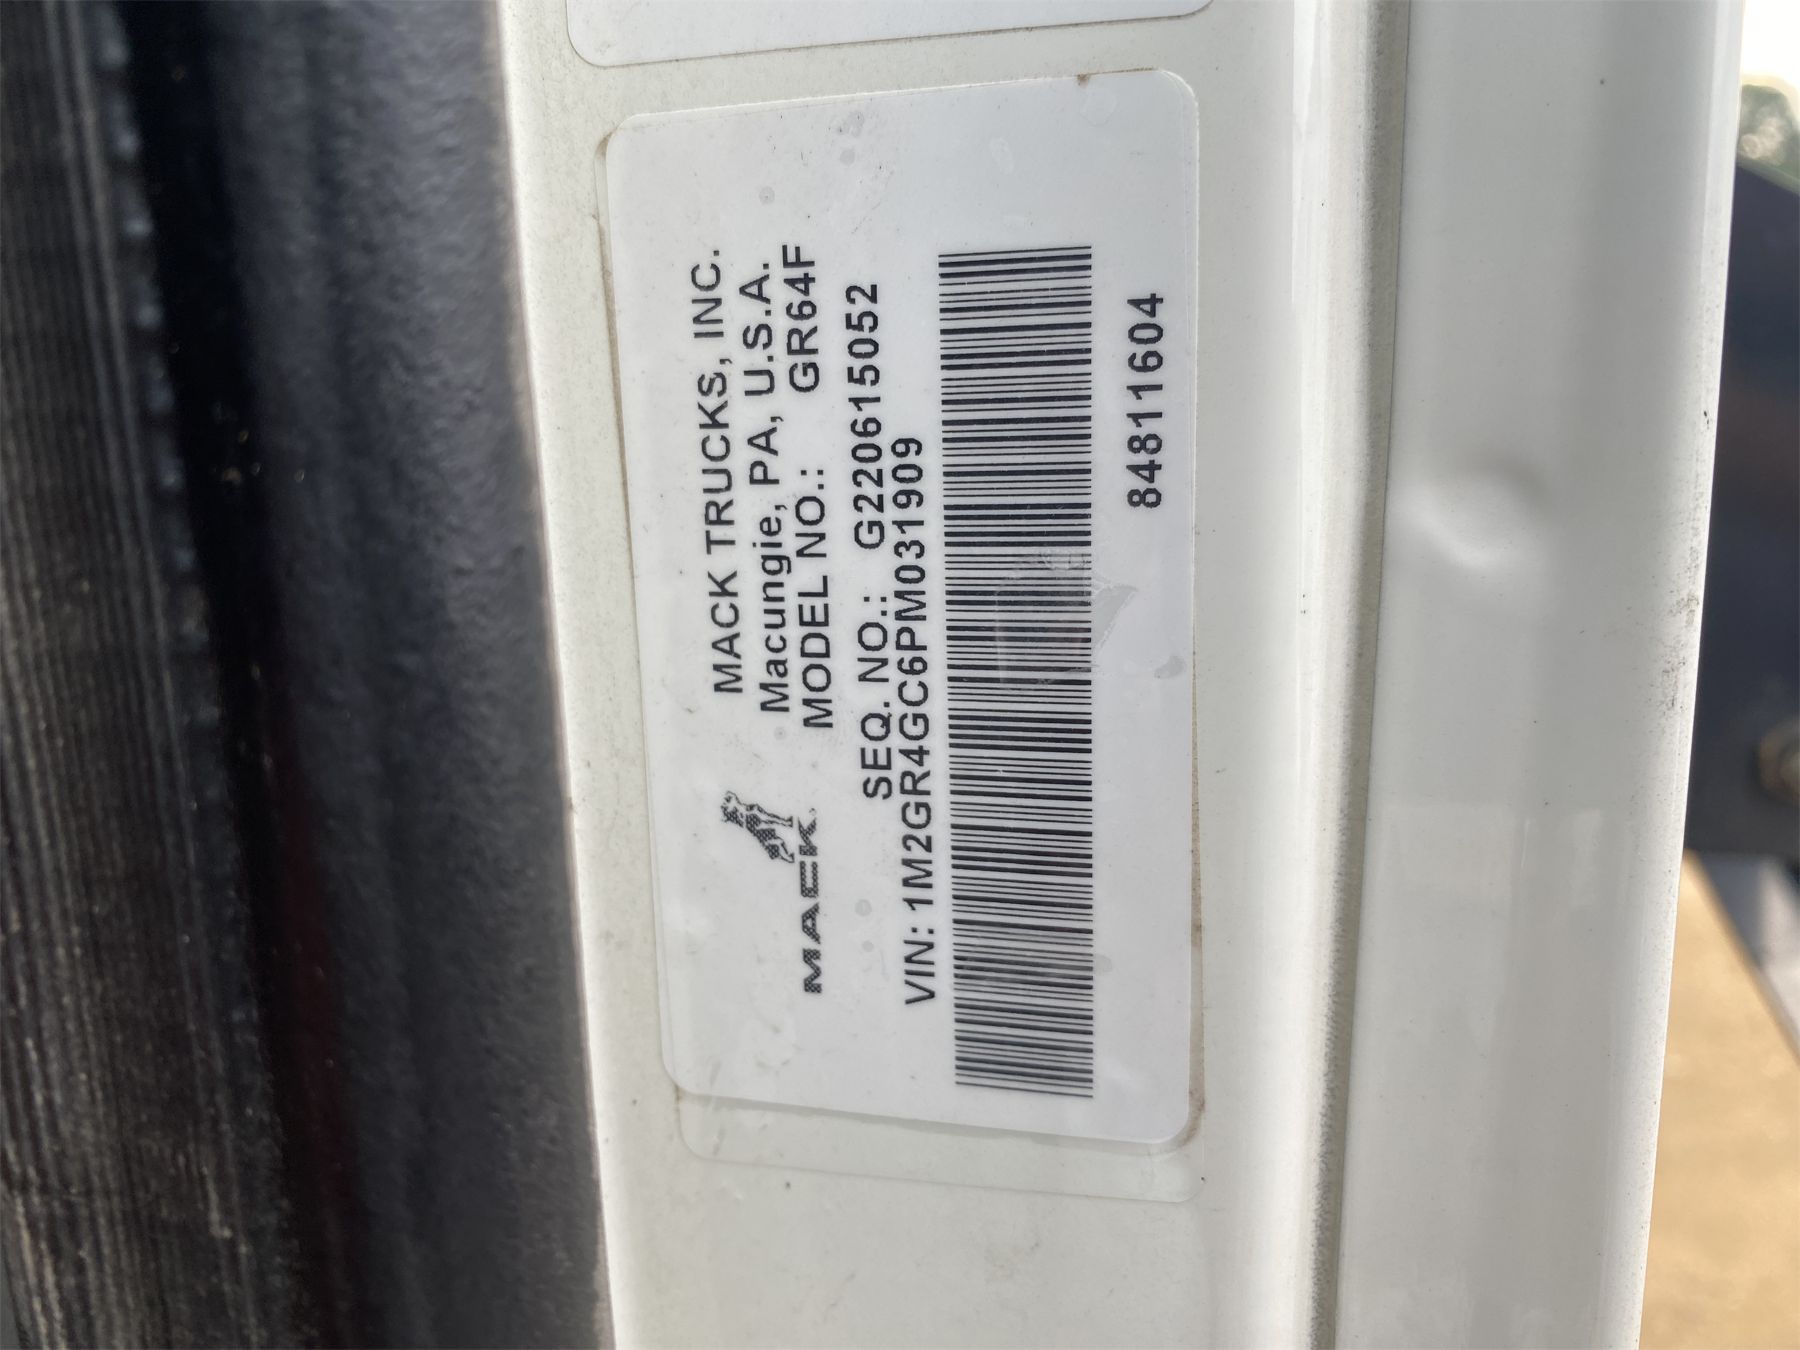 MACK
MACK TRUCKS, INC.
Macungie, PA, U.S.A.
MODEL NO.: GR64F
SEQ. NO.: G220615052
VIN: 1M2GR4GC6PM031909
84811604